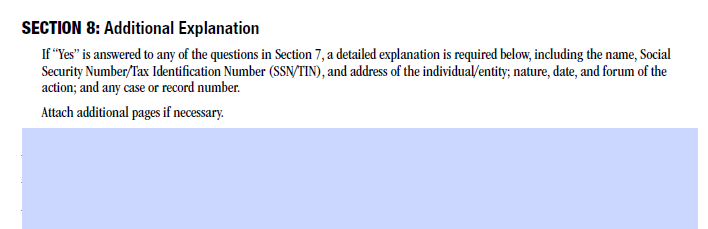 SECTION 8: Additional Explanation
If “Yes” is answered to any of the questions in Section 7, a detailed explanation is required below, including the name, Social
Security Number/Tax Identification Number (SSN/TIN), and address of the individual/entity; nature, date, and forum of the
action; and any case or record number.
Attach additional pages if necessary.